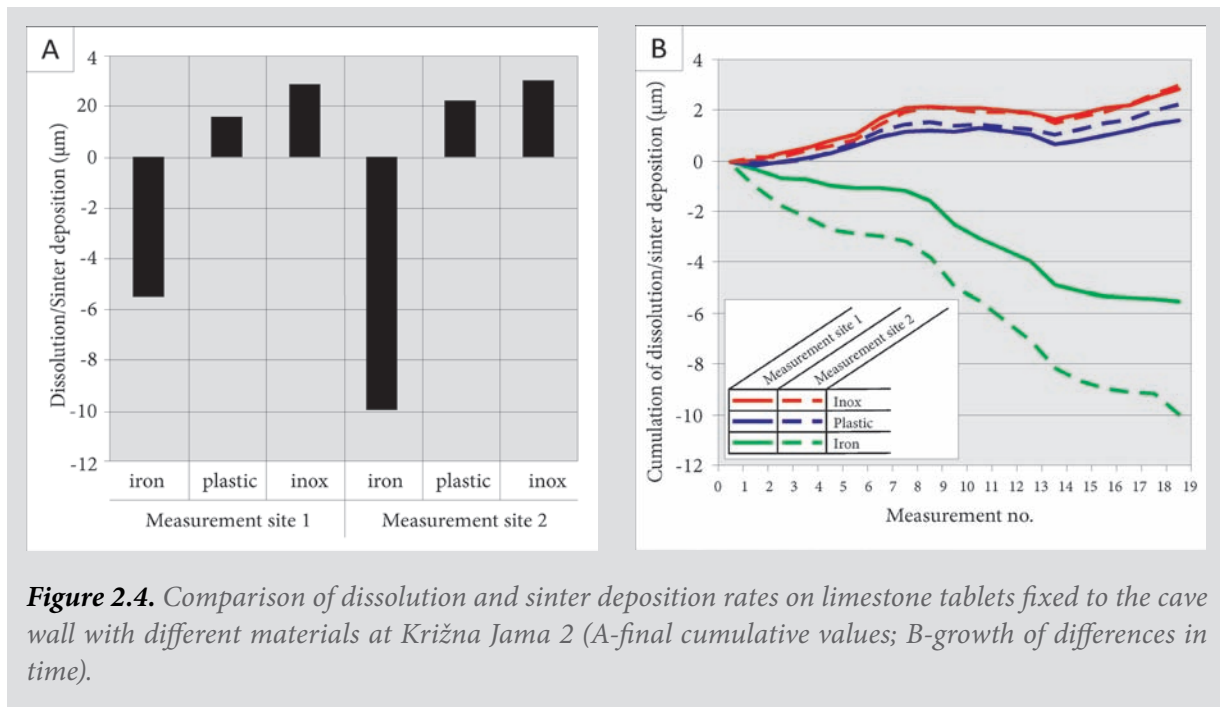 A
4
20
0
-2
-4
-6
-8
-10
-12
Dissolution/Sinter deposition (μm)
iron plastic inox iron plastic inox
Measurement site 1 Measurement site 2
B
4
2
0
-2
-4
-6
-8
-10
-12
Cumulation of dissolution/sinter deposition (μm)
Measurement site 1
Measurement site 2
Inox
Plastic
Iron
0 1 2 3 4 5 6 7 8 9 10 11 12 13 14 15 16 17 18 19
Measurement no.
Figure 2.4. Comparison of dissolution and sinter deposition rates on limestone tablets fixed to the cave
wall with different materials at Križna Jama 2 (A-final cumulative values; B-growth of differences in
time).